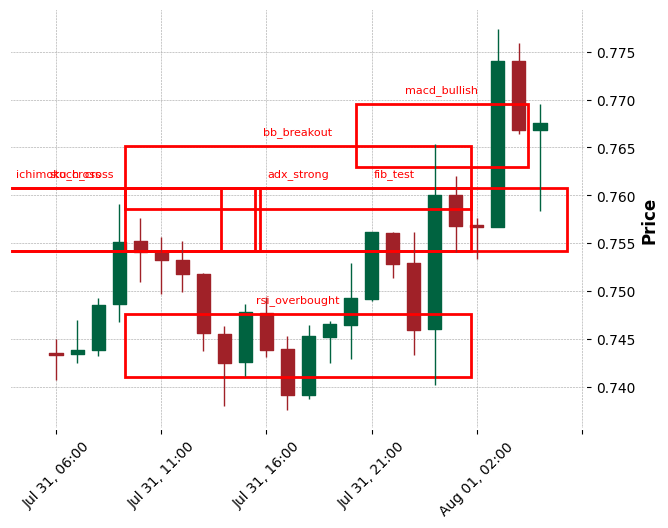 macd_bullish
bb_breakout
ichimoku_cross
stoch_cross
adx_strong
fib_test
rsi_overbought
0.775
0.770
0.765
0.760
0.755
0.750
0.745
0.740
Price
Jul 31, 06:00
Jul 31, 11:00
Jul 31, 16:00
Jul 31, 21:00
Aug 01, 02:00